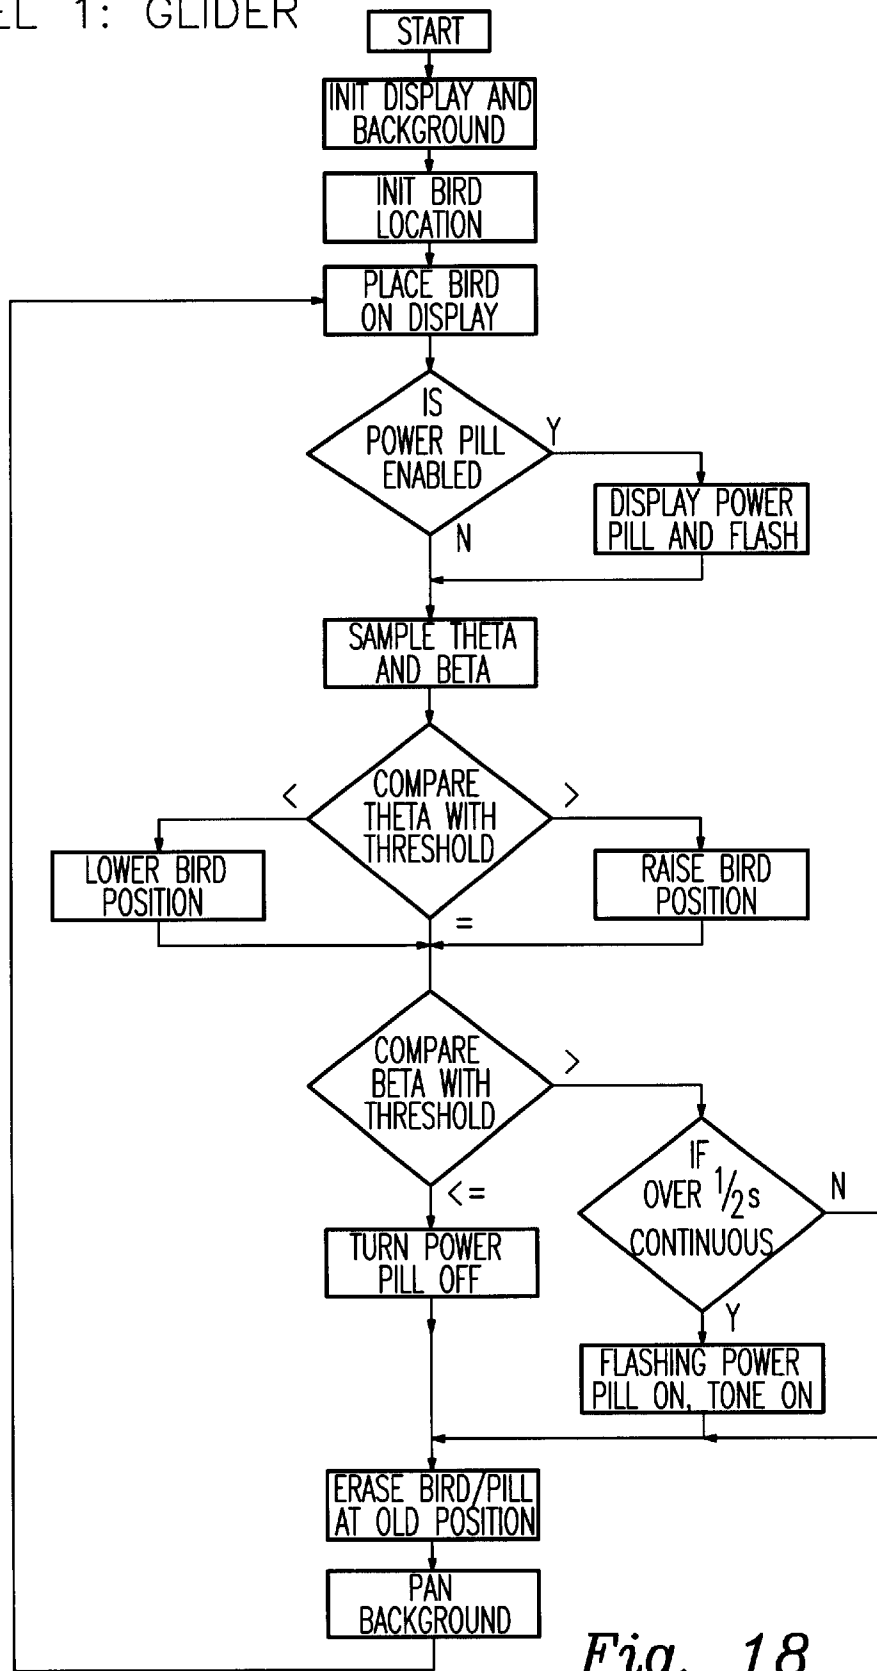 EL 1: GLIDER
START
INIT DISPLAY AND
BACKGROUND
INIT BIRD
LOCATION
PLACE BIRD
ON DISPLAY
IS
POWER PILL
ENABLED
Y
N
DISPLAY POWER
PILL AND FLASH
SAMPLE THETA
AND BETA
COMPARE
THETA WITH
THRESHOLD
<
>
=
LOWER BIRD
POSITION
RAISE BIRD
POSITION
COMPARE
BETA WITH
THRESHOLD
>
<=
IF
OVER 1/2s
CONTINUOUS
N
Y
TURN POWER
PILL OFF
FLASHING POWER
PILL ON, TONE ON
ERASE BIRD/PILL
AT OLD POSITION
PAN
BACKGROUND
Fig. 18